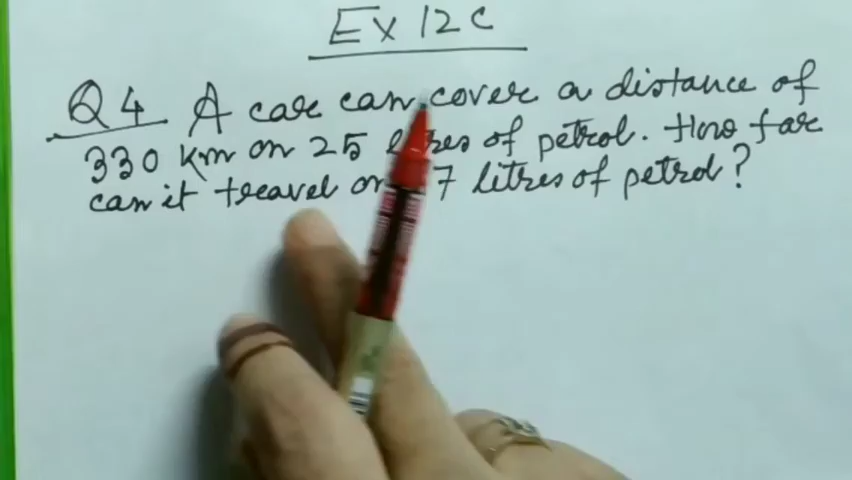 Ex 12 C
Q4 A car can cover a distance of
330 km on 25 of petrol. How far
can it travel 7 litres of petrol?